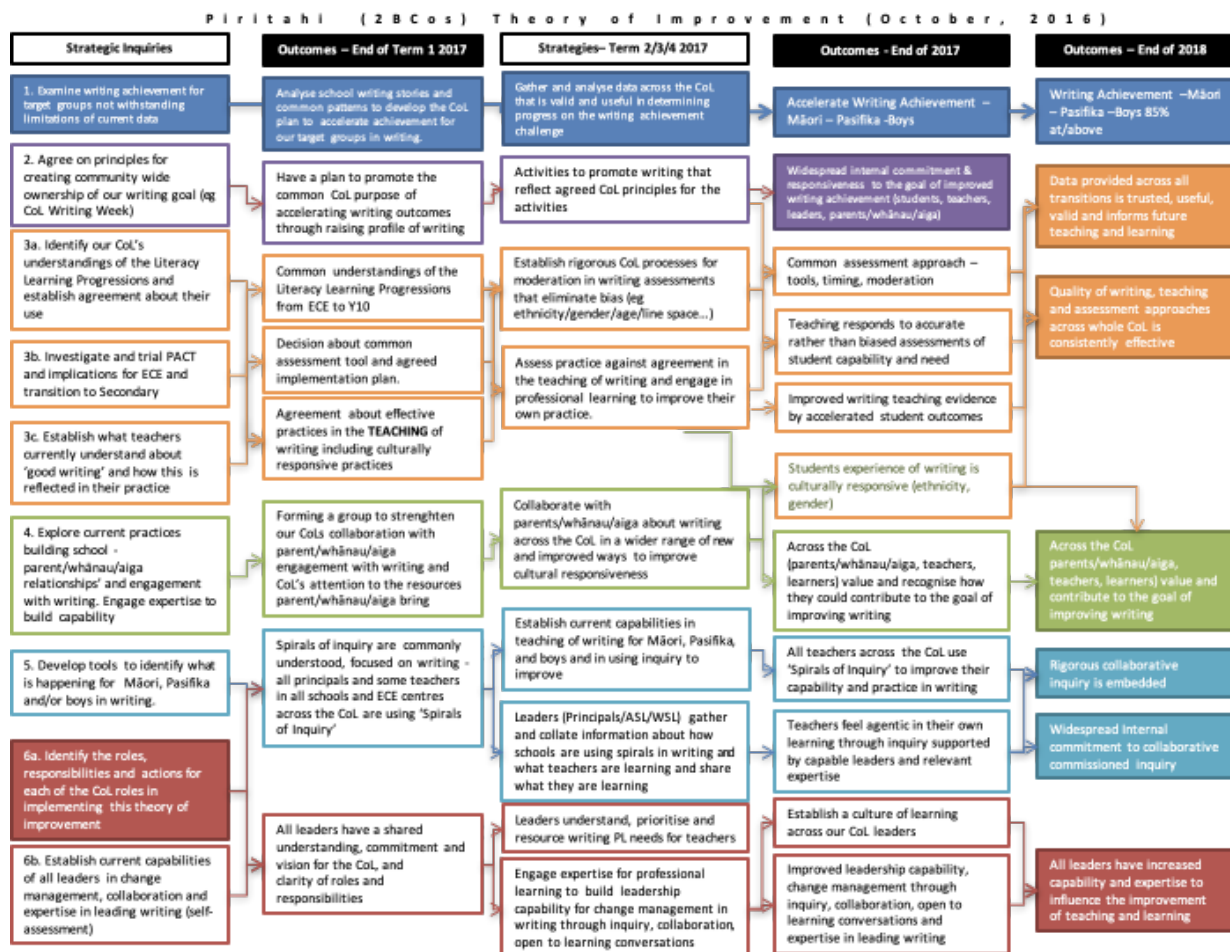 Piritahi (2BCos) Theory of Improvement (October, 2016)
Strategic Inquiries
Outcomes – End of Term 1 2017
Strategies– Term 2/3/4 2017
Outcomes - End of 2017
Outcomes – End of 2018
1. Examine writing achievement for
target groups not withstanding
limitations of current data
Analyse school writing stories and
common patterns to develop the CoL
plan to accelerate achievement for
our target groups in writing.
Gather and analyse data across the CoL
that is valid and useful in determining
progress on the writing achievement
challenge
Accelerate Writing Achievement –
Māori – Pasifika -Boys
Writing Achievement –Māori
– Pasifika –Boys 85%
at/above
2. Agree on principles for
creating community wide
ownership of our writing goal (eg
CoL Writing Week)
Have a plan to promote the
common CoL purpose of
accelerating writing outcomes
through raising profile of writing
Activities to promote writing that
reflect agreed CoL principles for the
activities
Widespread internal commitment &
responsiveness to the goal of improved
writing achievement (students, teachers,
leaders, parents/whānau/aiga)
Data provided across all
transitions is trusted, useful,
valid and informs future
teaching and learning
3a. Identify our CoL's
understandings of the Literacy
Learning Progressions and
establish agreement about their
use
Common understandings of the
Literacy Learning Progressions
from ECE to Y10
Establish rigorous CoL processes for
moderation in writing assessments
that eliminate bias (eg
ethnicity/gender/age/line space...)
Common assessment approach –
tools, timing, moderation
Quality of writing, teaching
and assessment approaches
across whole CoL is
consistently effective
3b. Investigate and trial PACT
and implications for ECE and
transition to Secondary
Decision about common
assessment tool and agreed
implementation plan.
Assess practice against agreement in
the teaching of writing and engage in
professional learning to improve their
own practice.
Teaching responds to accurate
rather than biased assessments of
student capability and need
3c. Establish what teachers
currently understand about
'good writing' and how this is
reflected in their practice
Agreement about effective
practices in the TEACHING of
writing including culturally
responsive practices
Improved writing teaching evidence
by accelerated student outcomes
Students experience of writing is
culturally responsive (ethnicity,
gender)
4. Explore current practices
building school -
parent/whānau/aiga
relationships' and engagement
with writing. Engage expertise to
build capability
Forming a group to strenghten
our CoLs collaboration with
parent/whānau/aiga
engagement with writing and
CoL's attention to the resources
parent/whānau/aiga bring
Collaborate with
parents/whānau/aiga about writing
across the CoL in a wider range of new
and improved ways to improve
cultural responsiveness
Across the CoL
(parents/whānau/aiga, teachers,
learners) value and recognise how
they could contribute to the goal of
improving writing
Across the CoL
parents/whānau/aiga,
teachers, learners) value and
contribute to the goal of
improving writing
5. Develop tools to identify what
is happening for Māori, Pasifika
and/or boys in writing.
Spirals of inquiry are commonly
understood, focused on writing -
all principals and some teachers
in all schools and ECE centres
across the CoL are using 'Spirals
of Inquiry'
Establish current capabilities in
teaching of writing for Māori, Pasifika,
and boys and in using inquiry to
improve
All teachers across the CoL use
'Spirals of Inquiry' to improve their
capability and practice in writing
Rigorous collaborative
inquiry is embedded
Leaders (Principals/ASL/WSL) gather
and collate information about how
schools are using spirals in writing and
what teachers are learning and share
what they are learning
Teachers feel agentic in their own
learning through inquiry supported
by capable leaders and relevant
expertise
Widespread Internal
commitment to collaborative
commissioned inquiry
6a. Identify the roles,
responsibilities and actions for
each of the CoL roles in
implementing this theory of
improvement
All leaders have a shared
understanding, commitment and
vision for the CoL, and
clarity of roles and
responsibilities
Leaders understand, prioritise and
resource writing PL needs for teachers
Establish a culture of learning
across our CoL leaders
6b. Establish current capabilities
of all leaders in change
management, collaboration and
expertise in leading writing (self-
assessment)
Engage expertise for professional
learning to build leadership
capability for change management in
writing through inquiry, collaboration,
open to learning conversations
Improved leadership capability,
change management through
inquiry, collaboration, open to
learning conversations and
expertise in leading writing
All leaders have increased
capability and expertise to
influence the improvement
of teaching and learning